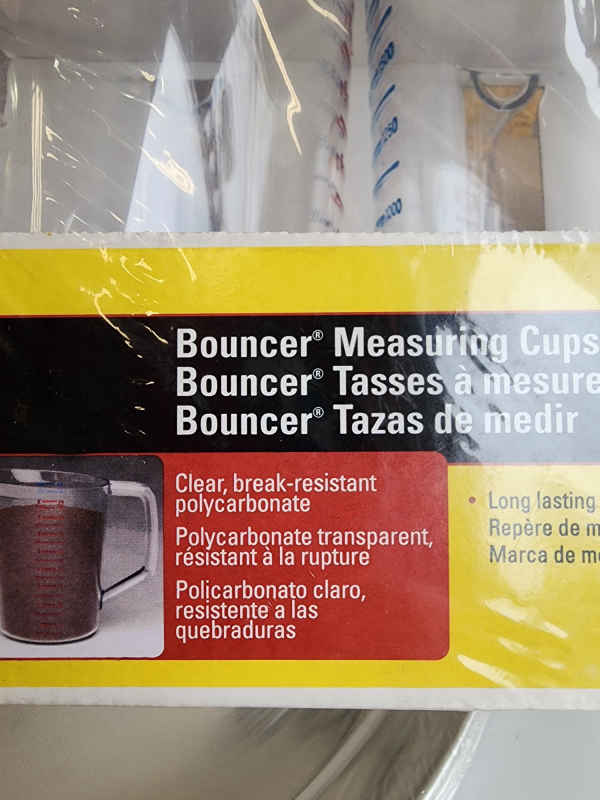 Bouncer® Measuring Cups
Bouncer® Tasses à mesure
Bouncer® Tazas de medir
Clear, break-resistant
polycarbonate
Polycarbonate transparent,
résistant à la rupture
Policarbonato claro,
resistente a las
quebraduras
• Long lasting
Repère de m
Marca de me